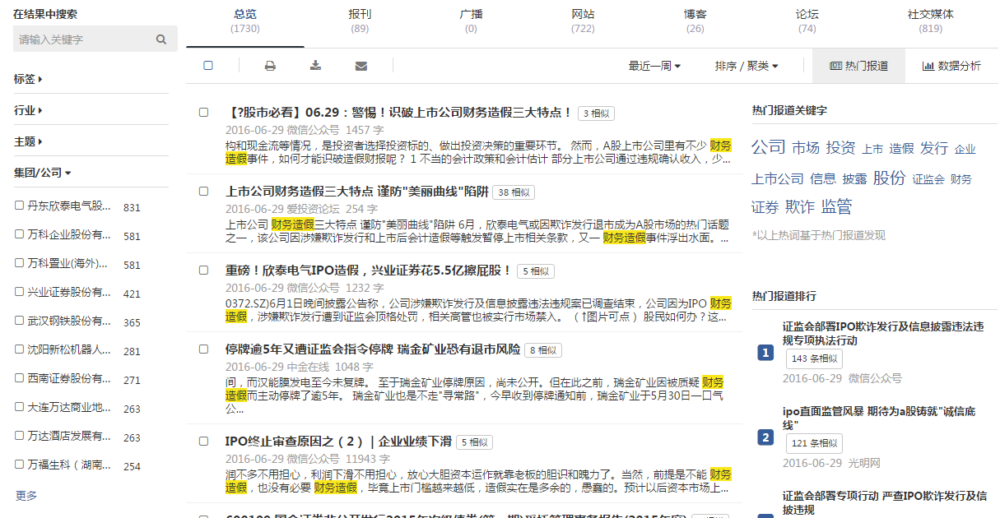 在结果中搜索
请输入关键字
标签
行业
主题
集团/公司
丹东欣泰电气股... 831
万科企业股份有... 581
万科置业(海外)... 581
兴业证券股份有... 421
武汉钢铁股份有... 365
沈阳新松机器人... 281
西南证券股份有... 271
大连万达商业地... 263
万达酒店发展有... 263
万福生科（湖南... 254
更多
总览 报刊 广播 网站 博客 论坛 社交媒体
(1730) (89) (0) (722) (26) (74) (819)
最近一周 排序 / 聚类 热门报道 数据分析
【?股市必看】06.29：警惕！识破上市公司财务造假三大特点！ 3 相似
2016-06-29 微信公众号 1457 字
构和现金流等情况，是投资者选择投资标的、做出投资决策的重要环节。 然而，A股上市公司里有不少 财务
造假事件，如何才能识破造假财报呢？ 1 不当的会计政策和会计估计 部分上市公司通过违规确认收入，少...
上市公司财务造假三大特点 谨防"美丽曲线"陷阱 38 相似
2016-06-29 爱投资论坛 254 字
上市公司 财务造假三大特点 谨防"美丽曲线"陷阱 6月，欣泰电气或因欺诈发行退市成为A股市场的热门话题
之一，该公司因涉嫌欺诈发行和上市后会计造假等触发暂停上市相关条款，又一 财务造假事件浮出水面。...
重磅！欣泰电气IPO造假，兴业证券花5.5亿擦屁股！ 5 相似
2016-06-29 微信公众号 1232 字
0372.SZ)6月1日晚间披露公告称，公司涉嫌欺诈发行及信息披露违法违规案已调查结束，公司因为IPO 财务
造假，涉嫌欺诈发行遭到证监会顶格处罚，相关高管也被实行市场禁入。（↑图片可点 ） 股民如何办？这...
停牌逾5年又遭证监会指令停牌 瑞金矿业恐有退市风险 8 相似
2016-06-29 中金在线 1048 字
间，而汉能膜发电至今未复牌。 至于瑞金矿业停牌原因，尚未公开。但在此之前，瑞金矿业因被质疑 财务
造假而主动停牌了逾5年。 瑞金矿业也是不走"寻常路"，今早收到停牌通知前，瑞金矿业于5月30日一口气
公...
IPO终止审查原因之（2）| 企业业绩下滑 5 相似
2016-06-29 微信公众号 11943 字
润不多不用担心，利润下滑不用担心，放心大胆资本运作就靠老板的胆识和魄力了。当然，前提是不能 财务
造假，也没有必要 财务造假，毕竟上市门槛越来越低，造假实在是多余的，愚蠢的。预计以后资本市场上...
热门报道关键字
公司 市场 投资 上市 造假 发行 企业
上市公司 信息 披露 股份 证监会 财务
证券 欺诈 监管
*以上热词基于热门报道发现
热门报道排行
1
证监会部署IPO欺诈发行及信息披露违法违
规专项执法行动
143 条相似
2016-06-29 微信公众号
2
ipo直面监管风暴 期待为a股铸就"诚信底
线"
121 条相似
2016-06-29 光明网
证监会部署专项行动 严查IPO欺诈发行及信
披违规